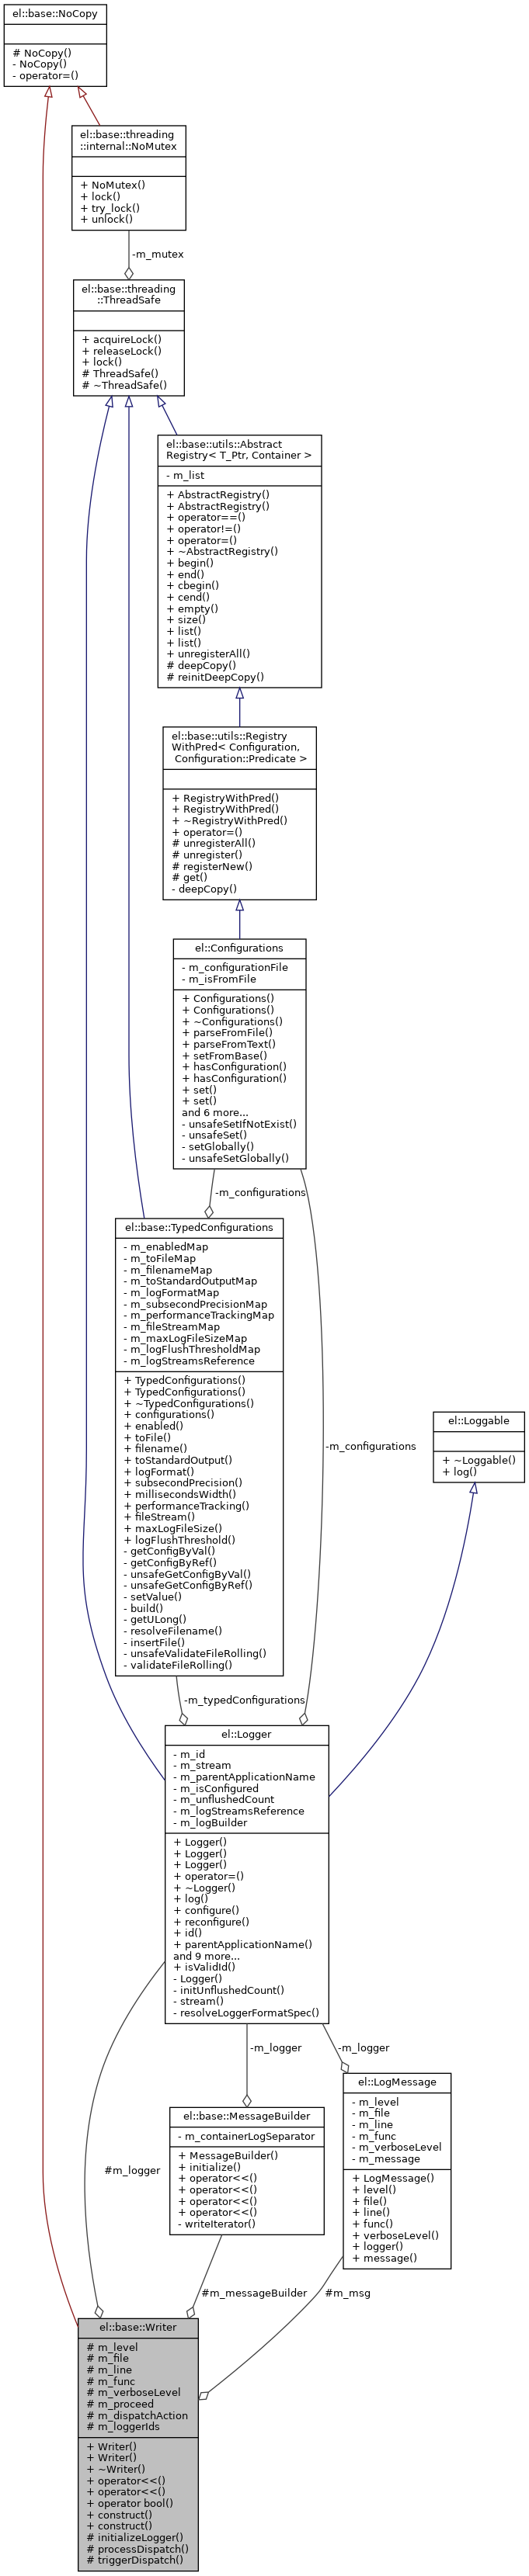 el::base::NoCopy
# NoCopy()
- NoCopy()
- operator=()
el::base::threading
::internal::NoMutex
+ NoMutex()
+ lock()
+ try_lock()
+ unlock()
-m_mutex
el::base::threading
::ThreadSafe
+ acquireLock()
+ releaseLock()
+ lock()
# ThreadSafe()
# ~ThreadSafe()
el::base::utils::Abstract
Registry< T_Ptr, Container >
- m_list
+ AbstractRegistry()
+ AbstractRegistry()
+ operator==()
+ operator!=()
+ operator=()
+ ~AbstractRegistry()
+ begin()
+ end()
+ cbegin()
+ cend()
+ empty()
+ size()
+ list()
+ list()
+ unregisterAll()
# deepCopy()
# reinitDeepCopy()
el::base::utils::Registry
WithPred< Configuration,
Configuration::Predicate >
+ RegistryWithPred()
+ RegistryWithPred()
+ ~RegistryWithPred()
+ operator=()
# unregisterAll()
# unregister()
# registerNew()
# get()
- deepCopy()
el::Configurations
- m_configurationFile
- m_isFromFile
+ Configurations()
+ Configurations()
+ ~Configurations()
+ parseFromFile()
+ parseFromText()
+ setFromBase()
+ hasConfiguration()
+ hasConfiguration()
+ set()
+ set()
and 6 more...
- unsafeSetIfNotExist()
- unsafeSet()
- setGlobally()
- unsafeSetGlobally()
-m_configurations
el::base::TypedConfigurations
- m_enabledMap
- m_toFileMap
- m_filenameMap
- m_toStandardOutputMap
- m_logFormatMap
- m_subsecondPrecisionMap
- m_performanceTrackingMap
- m_fileStreamMap
- m_maxLogFileSizeMap
- m_logFlushThresholdMap
- m_logStreamsReference
+ TypedConfigurations()
+ TypedConfigurations()
+ ~TypedConfigurations()
+ configurations()
+ enabled()
+ toFile()
+ filename()
+ toStandardOutput()
+ logFormat()
+ subsecondPrecision()
+ millisecondsWidth()
+ performanceTracking()
+ fileStream()
+ maxLogFileSize()
+ logFlushThreshold()
- getConfigByVal()
- getConfigByRef()
- unsafeGetConfigByVal()
- unsafeGetConfigByRef()
- setValue()
- build()
- getULong()
- resolveFilename()
- insertFile()
- unsafeValidateFileRolling()
- validateFileRolling()
-m_configurations
el::Loggable
+ ~Loggable()
+ log()
-m_typedConfigurations
el::Logger
- m_id
- m_stream
- m_parentApplicationName
- m_isConfigured
- m_unflushedCount
- m_logStreamsReference
- m_logBuilder
+ Logger()
+ Logger()
+ Logger()
+ operator=()
+ ~Logger()
+ log()
+ configure()
+ reconfigure()
+ id()
+ parentApplicationName()
and 9 more...
+ isValidId()
- Logger()
- initUnflushedCount()
- stream()
- resolveLoggerFormatSpec()
-m_logger
-m_logger
el::LogMessage
- m_level
- m_file
- m_line
- m_func
- m_verboseLevel
- m_message
+ LogMessage()
+ level()
+ file()
+ line()
+ func()
+ verboseLevel()
+ logger()
+ message()
el::base::MessageBuilder
- m_containerLogSeparator
+ MessageBuilder()
+ initialize()
+ operator<<()
+ operator<<()
+ operator<<()
+ operator<<()
- writeIterator()
#m_logger
#m_messageBuilder
#m_msg
el::base::Writer
# m_level
# m_file
# m_line
# m_func
# m_verboseLevel
# m_proceed
# m_dispatchAction
# m_loggerIds
+ Writer()
+ Writer()
+ ~Writer()
+ operator<<()
+ operator<<()
+ operator bool()
+ construct()
+ construct()
# initializeLogger()
# processDispatch()
# triggerDispatch()